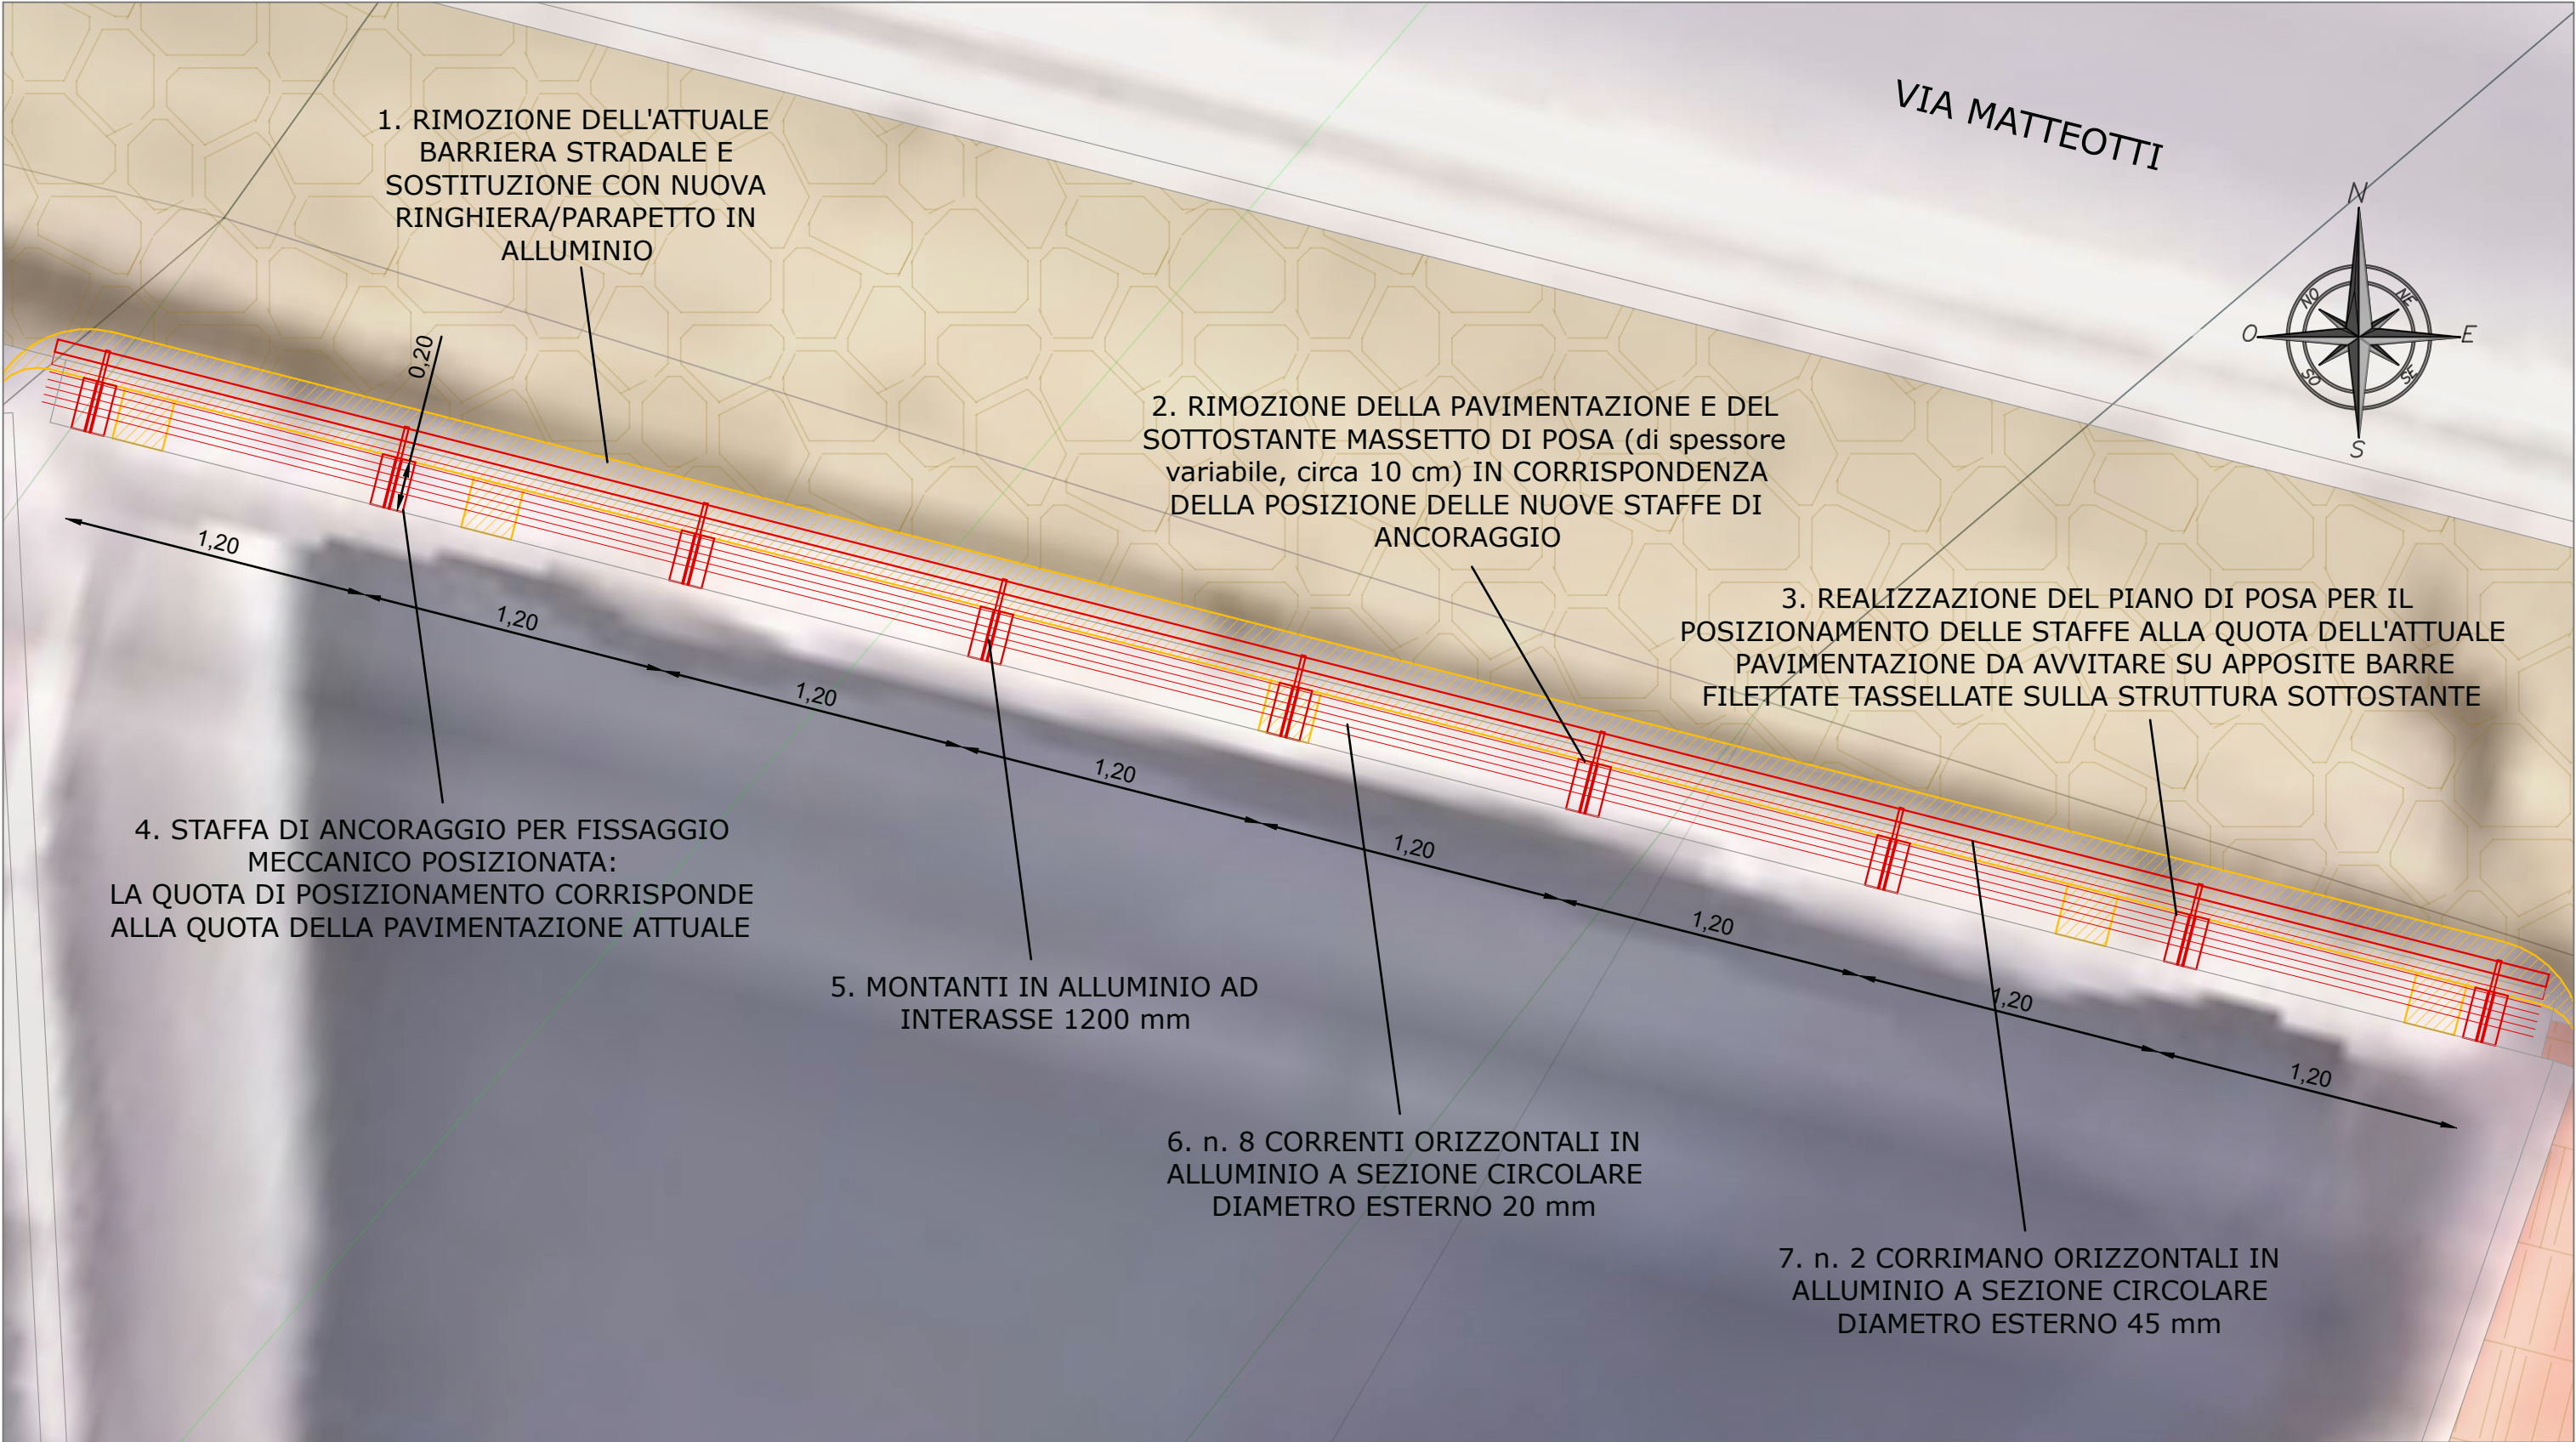 VIA MATTEOTTI
1. RIMOZIONE DELL'ATTUALE
BARRIERA STRADALE E
SOSTITUZIONE CON NUOVA
RINGHIERA/PARAPETTO IN
ALLUMINIO
N
NO
NE
O
E
SO
SE
S
0,20
2. RIMOZIONE DELLA PAVIMENTAZIONE E DEL
SOTTOSTANTE MASSETTO DI POSA (di spessore
variabile, circa 10 cm) IN CORRISPONDENZA
DELLA POSIZIONE DELLE NUOVE STAFFE DI
ANCORAGGIO
3. REALIZZAZIONE DEL PIANO DI POSA PER IL
POSIZIONAMENTO DELLE STAFFE ALLA QUOTA DELL'ATTUALE
PAVIMENTAZIONE DA AVVITARE SU APPOSITE BARRE
FILETTATE TASSELLATE SULLA STRUTTURA SOTTOSTANTE
1,20
1,20
1,20
1,20
1,20
1,20
1,20
1,20
4. STAFFA DI ANCORAGGIO PER FISSAGGIO
MECCANICO POSIZIONATA:
LA QUOTA DI POSIZIONAMENTO CORRISPONDE
ALLA QUOTA DELLA PAVIMENTAZIONE ATTUALE
5. MONTANTI IN ALLUMINIO AD
INTERASSE 1200 mm
6. n. 8 CORRENTI ORIZZONTALI IN
ALLUMINIO A SEZIONE CIRCOLARE
DIAMETRO ESTERNO 20 mm
7. n. 2 CORRIMANO ORIZZONTALI IN
ALLUMINIO A SEZIONE CIRCOLARE
DIAMETRO ESTERNO 45 mm